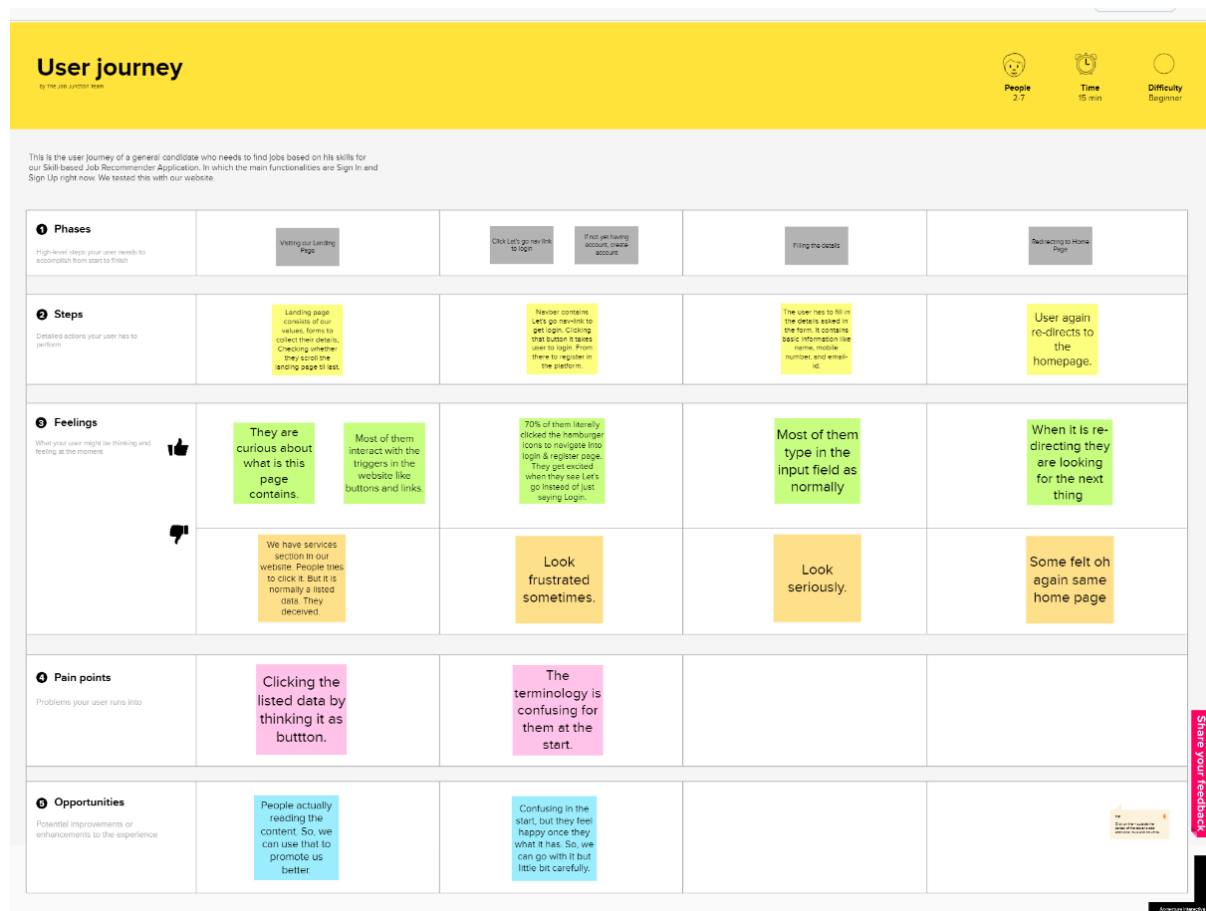 User journey
by The Job Junction Team
People
2-7
Time
15 min
Difficulty
Beginner
This is the user journey of a general candidate who needs to find jobs based on his skills for
our Skill-based Job Recommender Application. In which the main functionalities are Sign In and
Sign Up right now. We tested this with our website.
1 Phases
High-level steps your user needs to
accomplish from start to finish
Visiting our Landing
Page
Click Let's go nav link
to login
If not yet having
account, create
account
Filling the details
Redirecting to Home
Page
2 Steps
Detailed actions your user has to
perform
Landing page
consists of our
values, forms to
collect their details,
Checking whether
they scroll the
landing page til last.
Navber contains
Let's go nav-link to
get login. Clicking
that button it takes
user to login. From
there to register in
the platform.
The user has to fill in
the details asked in
the form. It contains
basic information like
name, mobile
number, and email-
id.
User again
re-directs to
the
homepage.
3 Feelings
What your user might be thinking and
feeling at the moment
They are
curious about
what is this
page
contains.
Most of them
interact with the
triggers in the
website like
buttons and links.
70% of them literally
clicked the hamburger
icons to navigate into
login & register page.
They get excited
when they see Let's
go instead of just
saying Login.
Most of them
type in the
input field as
normally
When it is re-
directing they
are looking
for the next
thing
We have services
section in our
website. People tries
to click it. But it is
normally a listed
data. They
deceived.
Look
frustrated
sometimes.
Look
seriously.
Some felt oh
again same
home page
4 Pain points
Problems your user runs into
Clicking the
listed data by
thinking it as
buttton.
The
terminology is
confusing for
them at the
start.
5 Opportunities
Potential improvements or
enhancements to the experience
People actually
reading the
content. So, we
can use that to
promote us
better.
Confusing in the
start, but they feel
happy once they
what it has. So, we
can go with it but
little bit carefully.
Share your feedback
Accenture Interactive